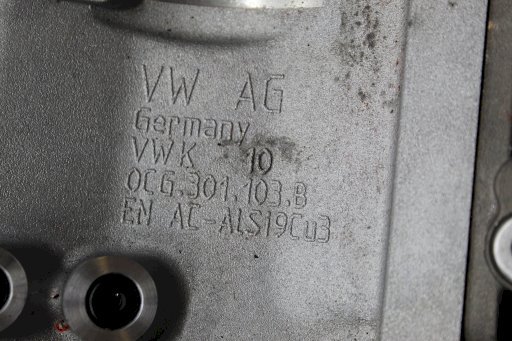 VW AG
Germany
VWK 10
0CG.301.103.B
EN AC-ALSi9Cu3